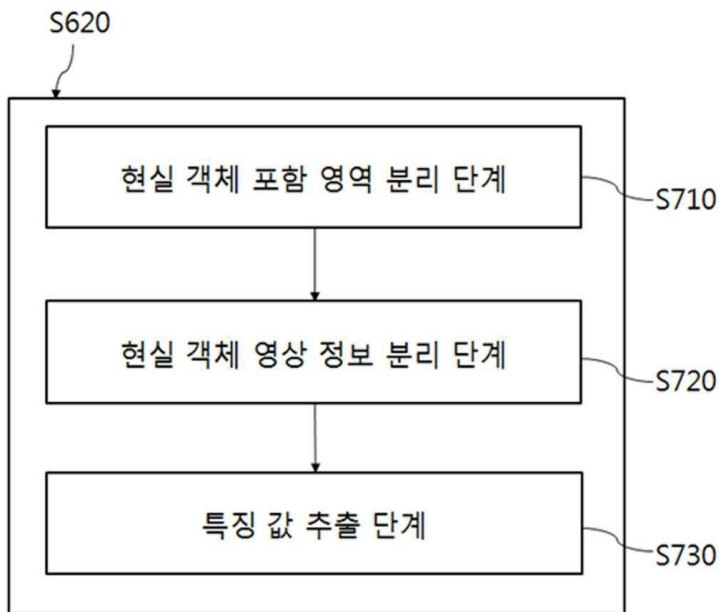 S620
현실 객체 포함 영역 분리 단계
S710
현실 객체 영상 정보 분리 단계
S720
특징 값 추출 단계
S730